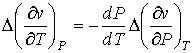 Δ(∂v/∂T)_P = −dP/dT Δ(∂v/∂P)_T